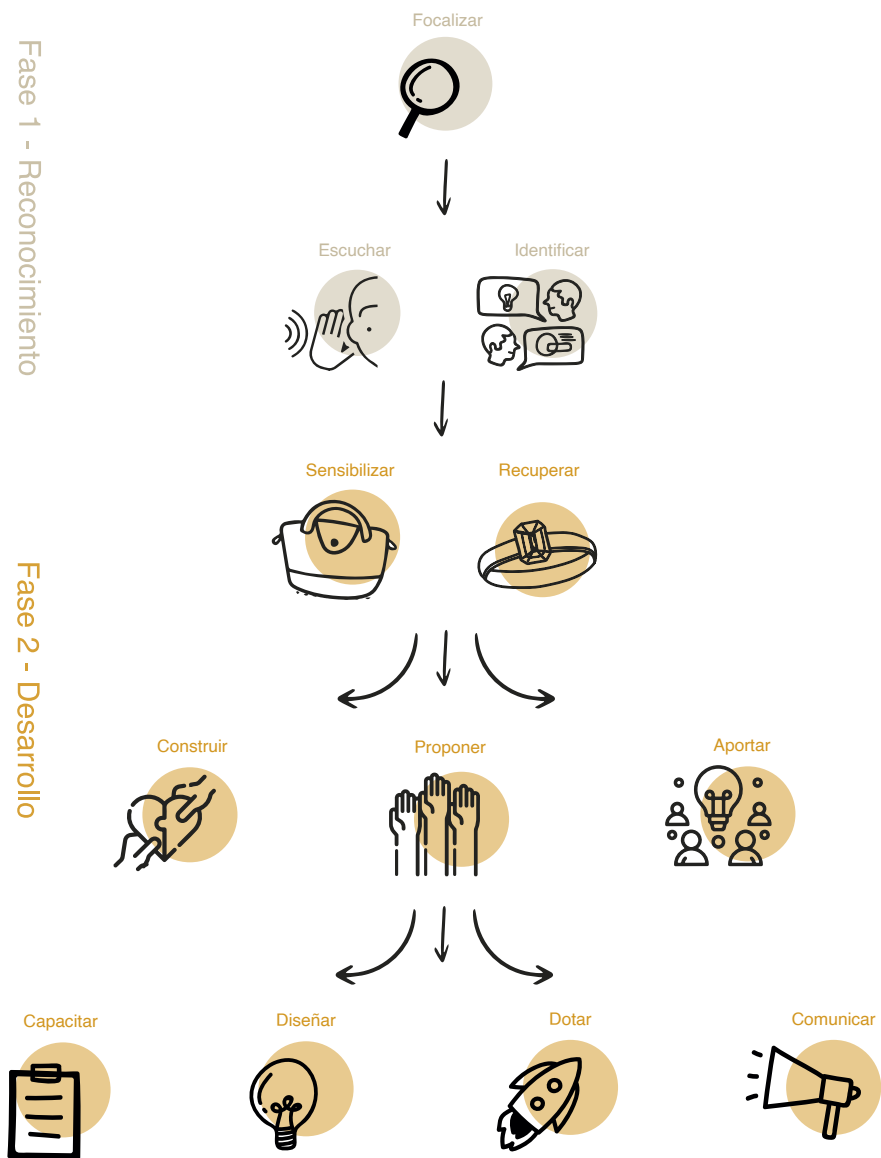 Focalizar
Fase 1 - Reconocimiento
Escuchar
Identificar
Sensibilizar
Recuperar
Fase 2 - Desarrollo
Construir
Proponer
Aportar
Capacitar
Diseñar
Dotar
Comunicar